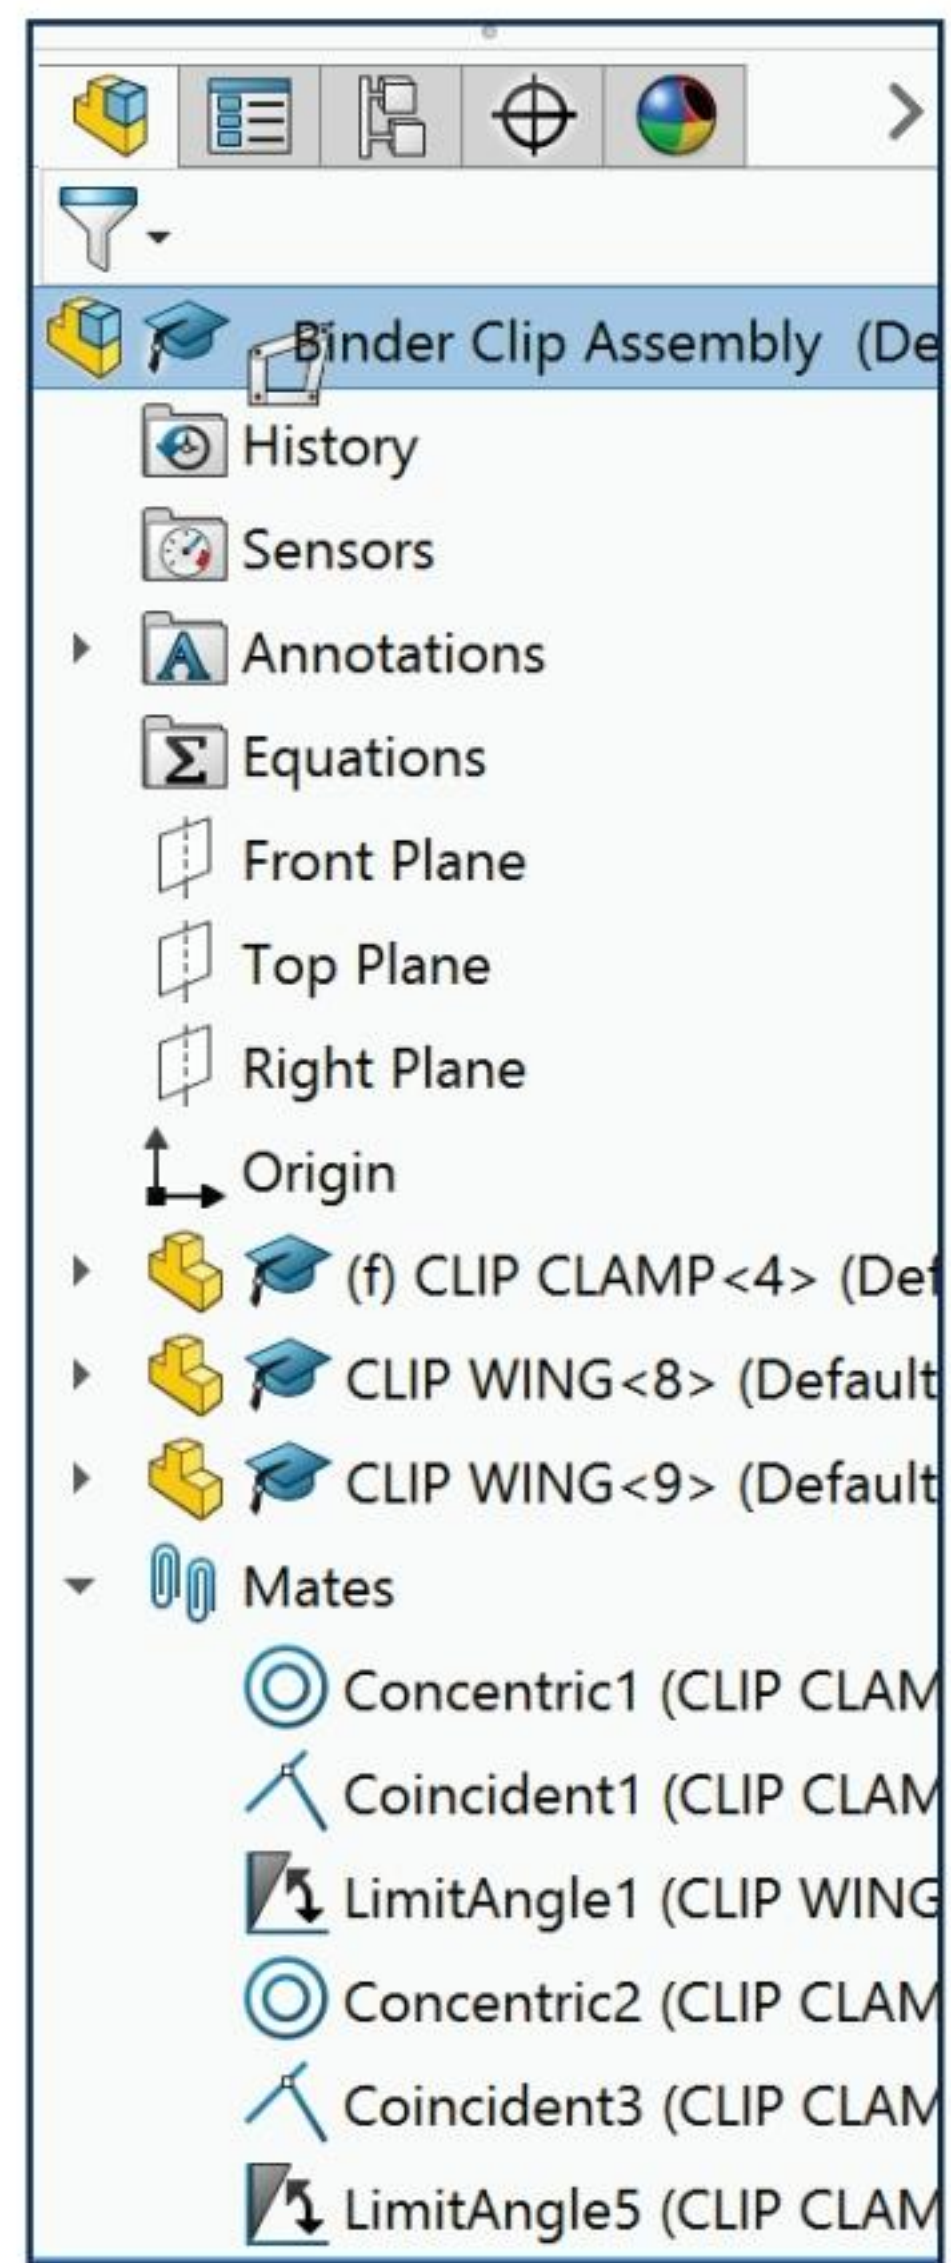 Binder Clip Assembly (De
History
Sensors
Annotations
Equations
Front Plane
Top Plane
Right Plane
Origin
(f) CLIP CLAMP<4> (Def
CLIP WING<8> (Default
CLIP WING<9> (Default
Mates
Concentric1 (CLIP CLAM
Coincident1 (CLIP CLAM
LimitAngle1 (CLIP WING
Concentric2 (CLIP CLAM
Coincident3 (CLIP CLAM
LimitAngle5 (CLIP CLAM